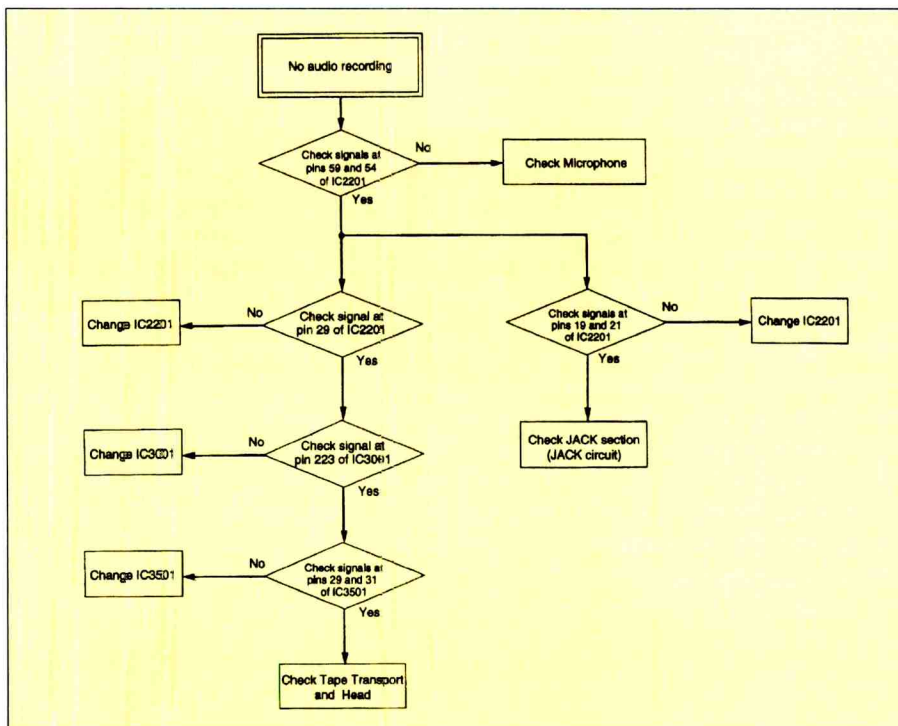 No audio recording
Check signals at
pins 59 and 54
of IC2201
No
Check Microphone
Yes
Check signal at
pin 29 of IC2201
No
Change IC2201
Yes
Check signals at
pins 19 and 21
of IC2201
No
Change IC2201
Yes
Check JACK section
(JACK circuit)
Check signal at
pin 223 of IC3001
No
Change IC3001
Yes
Check signals at
pins 29 and 31
of IC3501
No
Change IC3501
Yes
Check Tape Transport
and Head